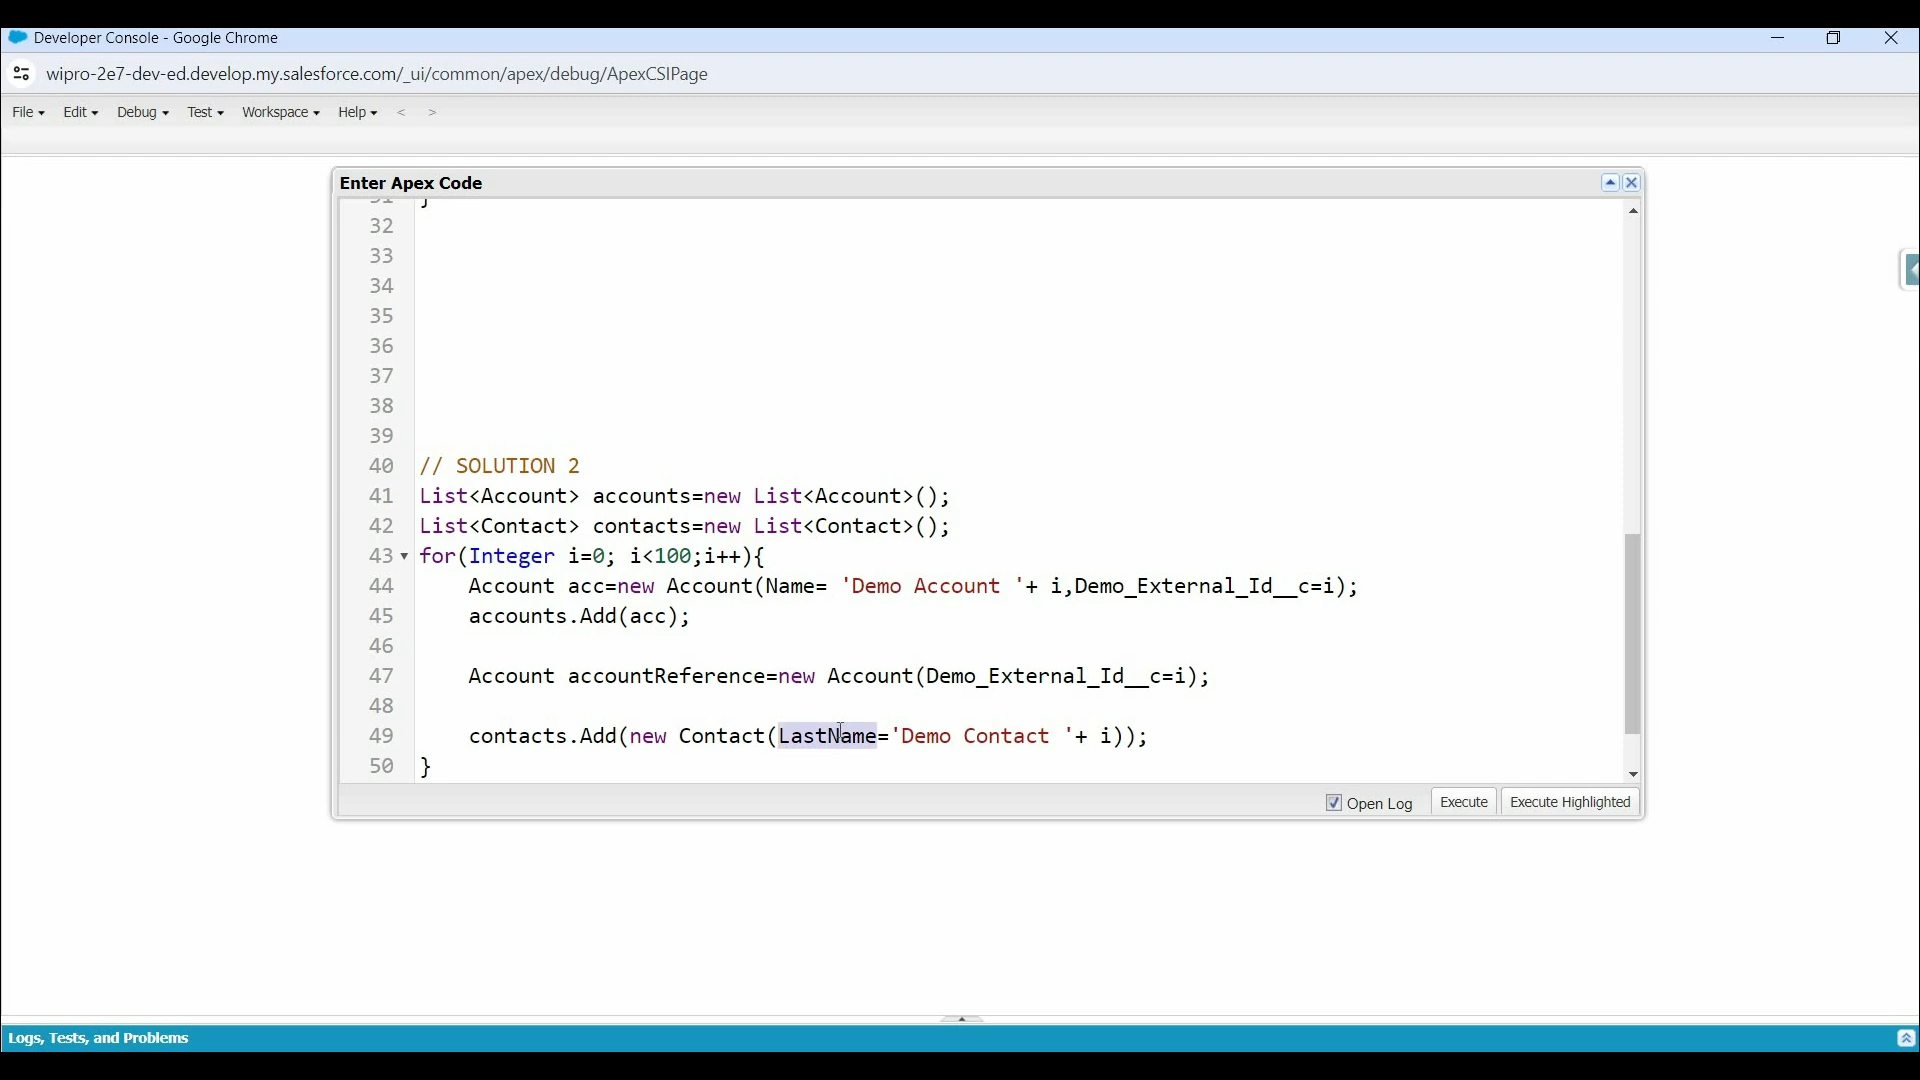 Developer Console - Google Chrome
wipro-2e7-dev-ed.develop.my.salesforce.com/_ui/common/apex/debug/ApexCSIPage
File Edit Debug Test Workspace Help < >
Enter Apex Code
31 }
32
33
34
35
36
37
38
39
40 // SOLUTION 2
41 List<Account> accounts=new List<Account>();
42 List<Contact> contacts=new List<Contact>();
43 for(Integer i=0; i<100;i++){
44 Account acc=new Account(Name= 'Demo Account '+ i,Demo_External_Id__c=i);
45 accounts.Add(acc);
46
47 Account accountReference=new Account(Demo_External_Id__c=i);
48
49 contacts.Add(new Contact(LastName='Demo Contact '+ i));
50 }
Open Log Execute Execute Highlighted
Logs, Tests, and Problems